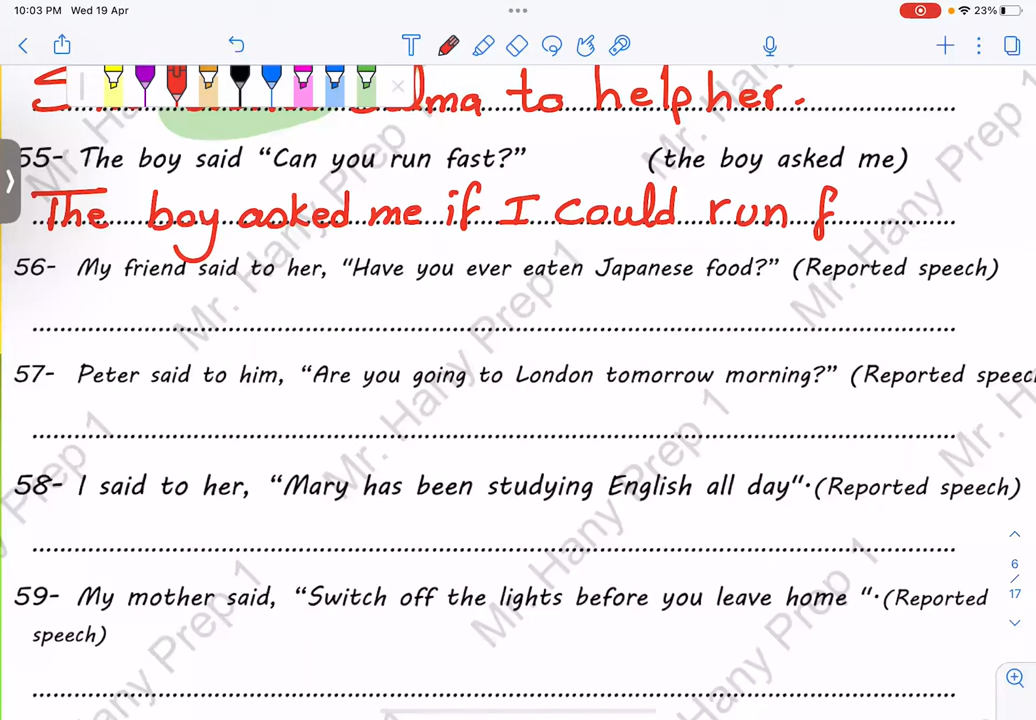 10:03 PM Wed 19 Apr
23%
lma to help her.
55- The boy said “Can you run fast?” (the boy asked me)
The boy asked me if I could run f
56- My friend said to her, “Have you ever eaten Japanese food?” (Reported speech)
57- Peter said to him, “Are you going to London tomorrow morning?” (Reported speec
58- I said to her, “Mary has been studying English all day“.(Reported speech)
59- My mother said, “Switch off the lights before you leave home “.(Reported
speech)
6
/
17
Mr. Hany Prep 1